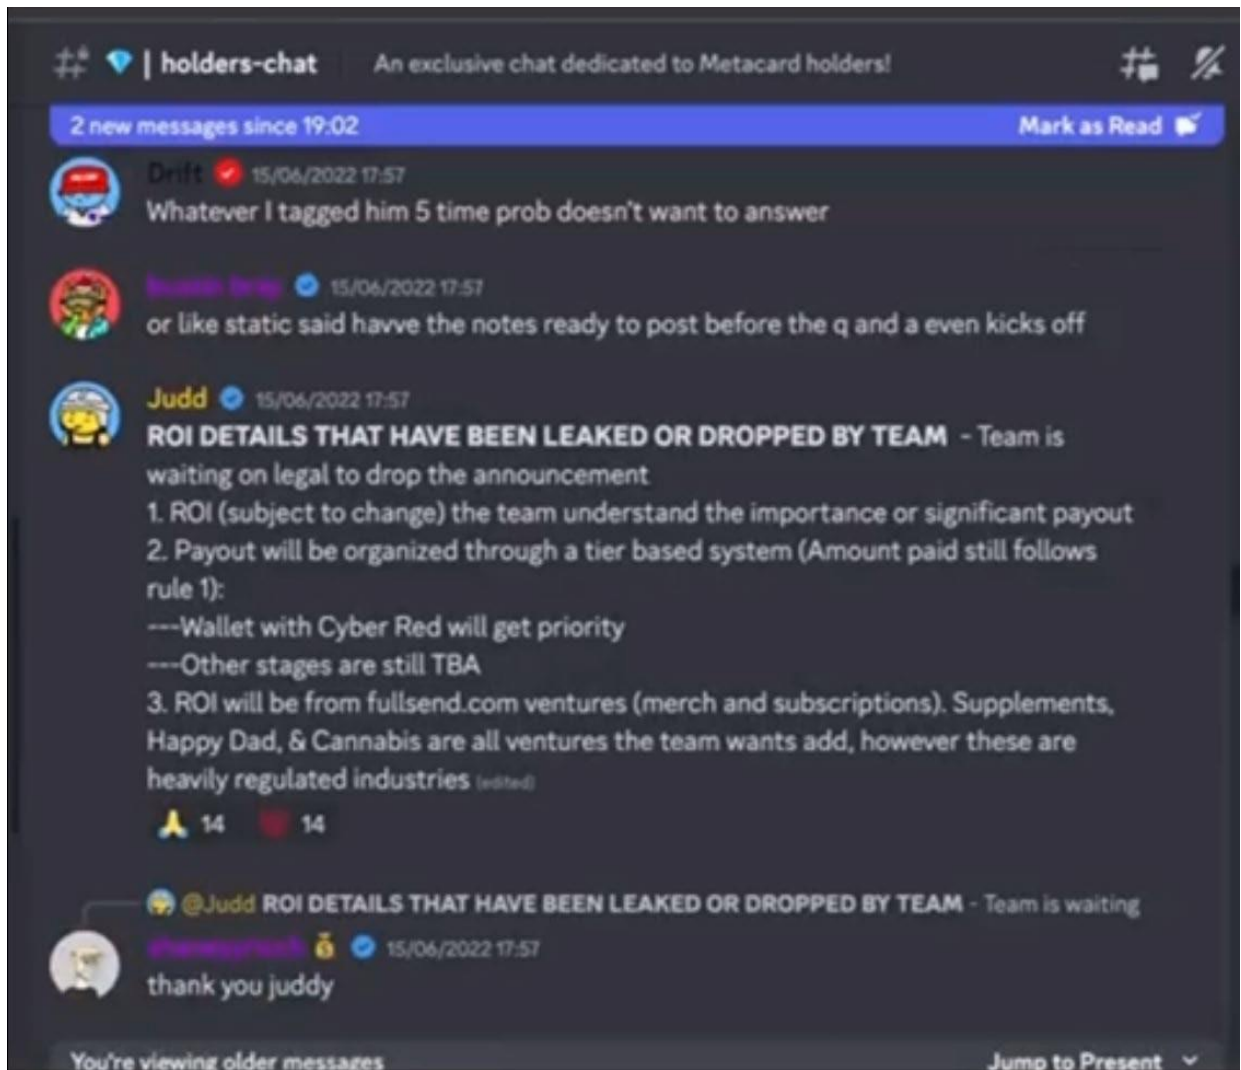 | holders-chat An exclusive chat dedicated to Metacard holders!
2 new messages since 19:02 Mark as Read
Drift 15/06/2022 17:57
Whatever I tagged him 5 time prob doesn't want to answer
15/06/2022 17:57
or like static said havve the notes ready to post before the q and a even kicks off
Judd 15/06/2022 17:57
ROI DETAILS THAT HAVE BEEN LEAKED OR DROPPED BY TEAM - Team is
waiting on legal to drop the announcement
1. ROI (subject to change) the team understand the importance or significant payout
2. Payout will be organized through a tier based system (Amount paid still follows
rule 1):
---Wallet with Cyber Red will get priority
---Other stages are still TBA
3. ROI will be from fullsend.com ventures (merch and subscriptions). Supplements,
Happy Dad, & Cannabis are all ventures the team wants add, however these are
heavily regulated industries (edited)
14 14
@Judd ROI DETAILS THAT HAVE BEEN LEAKED OR DROPPED BY TEAM - Team is waiting
15/06/2022 17:57
thank you juddy
You're viewing older messages Jump to Present